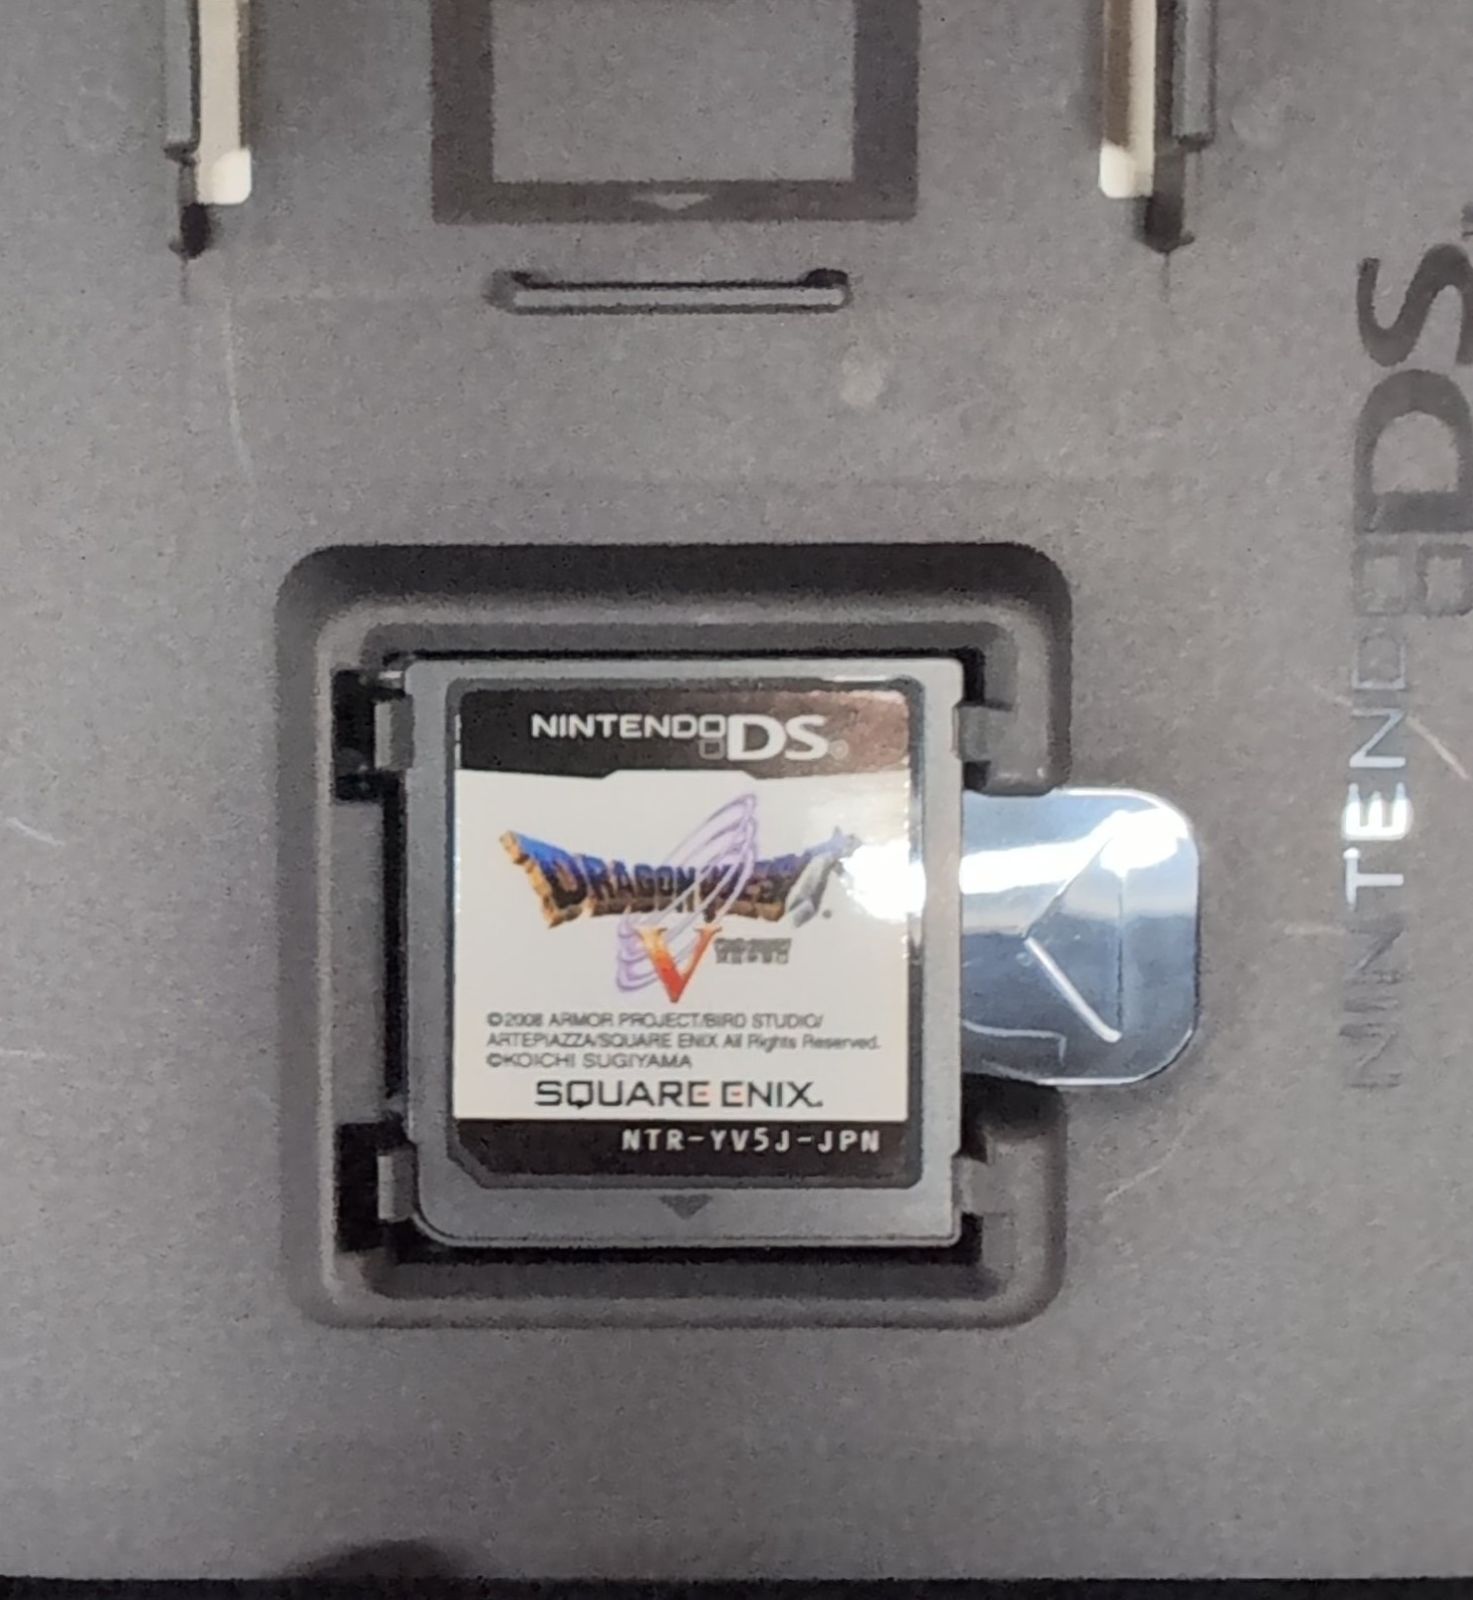 NINTENDO DS®
DRAGON QUEST
V
©2008 ARMOR PROJECT/BIRD STUDIO/
ARTEPIAZZA/SQUARE ENIX All Rights Reserved.
©KOICHI SUGIYAMA
SQUARE ENIX.
NTR-YV5J-JPN
NINTENDO DS